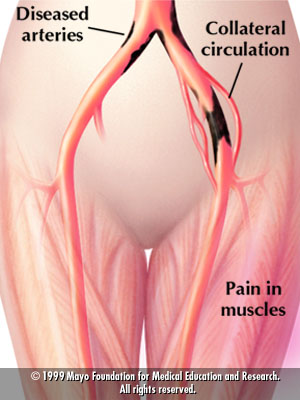 Diseased
arteries
Collateral
circulation
Pain in
muscles
© 1999 Mayo Foundation for Medical Education and Research.
All rights reserved.